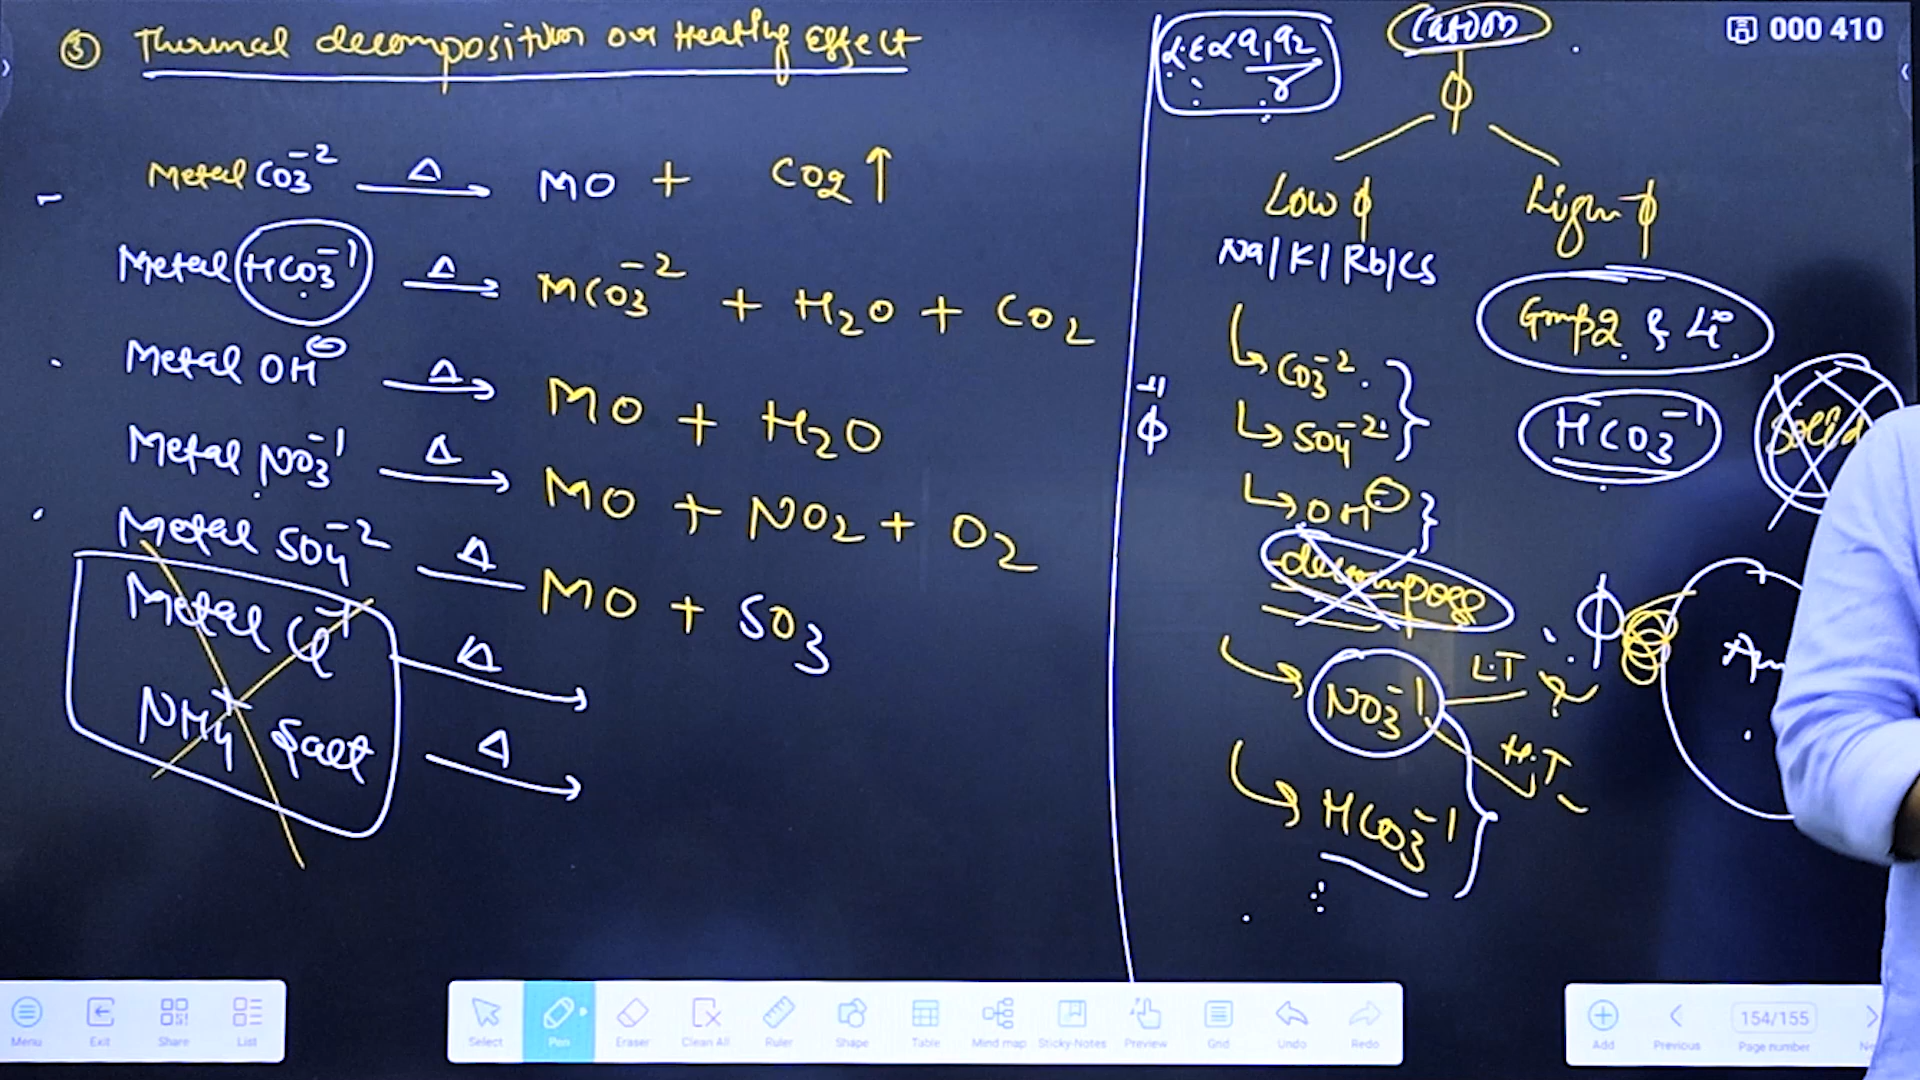 ③ Thermal decomposition or Heating Effect
Metal CO3⁻² Δ→ MO + CO2 ↑
Metal HCO3⁻¹ Δ→ MCO3⁻² + H2O + CO2
Metal OH⊖ Δ→ MO + H2O
Metal NO3⁻¹ Δ→ MO + NO2 + O2
Metal SO4⁻² Δ MO + SO3
Metal Cl⁻¹ Δ→
NH4 Salt Δ→
L.E ∝ q1q2/r
Cation
ϕ
Low ϕ
Na/K/Rb/Cs
↳ CO3⁻²
↳ SO4⁻²
↳ OH⊖
decompose
NO3⁻¹ L.T
H.T
HCO3⁻¹
ϕ
High ϕ
Group 2 & Li
HCO3⁻¹
Solid
ϕ
000 410
Menu
Exit
Share
List
Select
Pen
Eraser
Clean All
Ruler
Shape
Table
Mind map
Sticky-Notes
Preview
Grid
Undo
Redo
Add
Previous
154/155
Page number